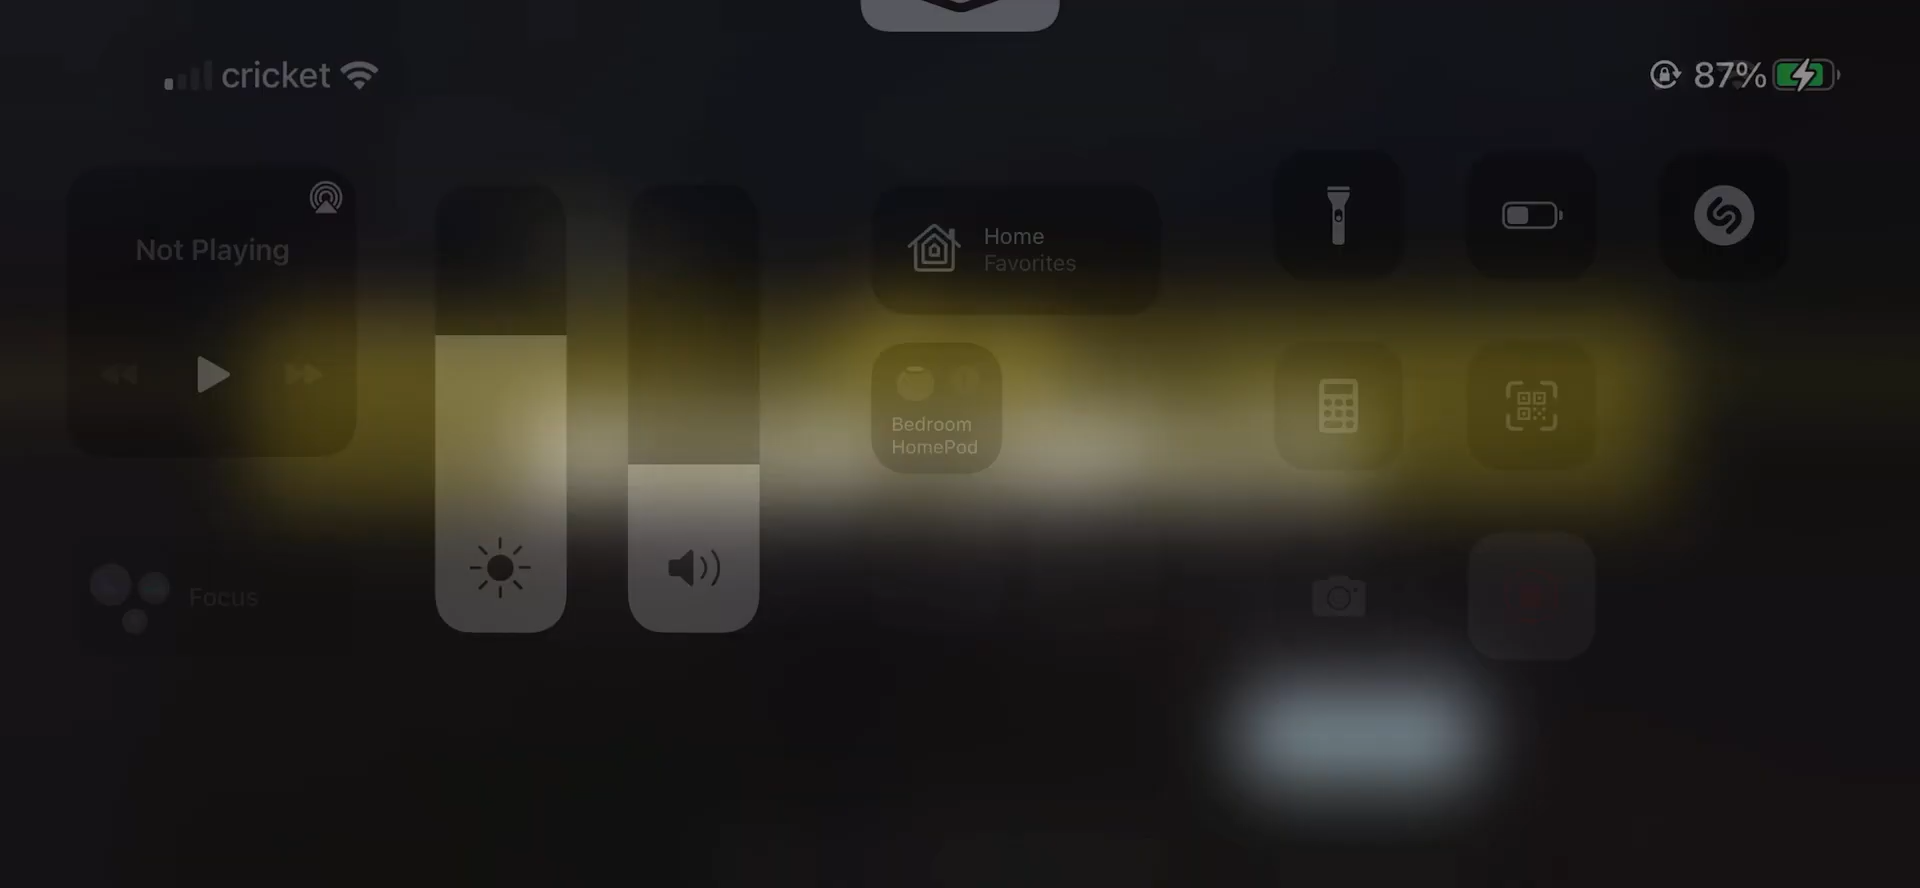 cricket
87%
Not Playing
Home
Favorites
Bedroom
HomePod
Focus